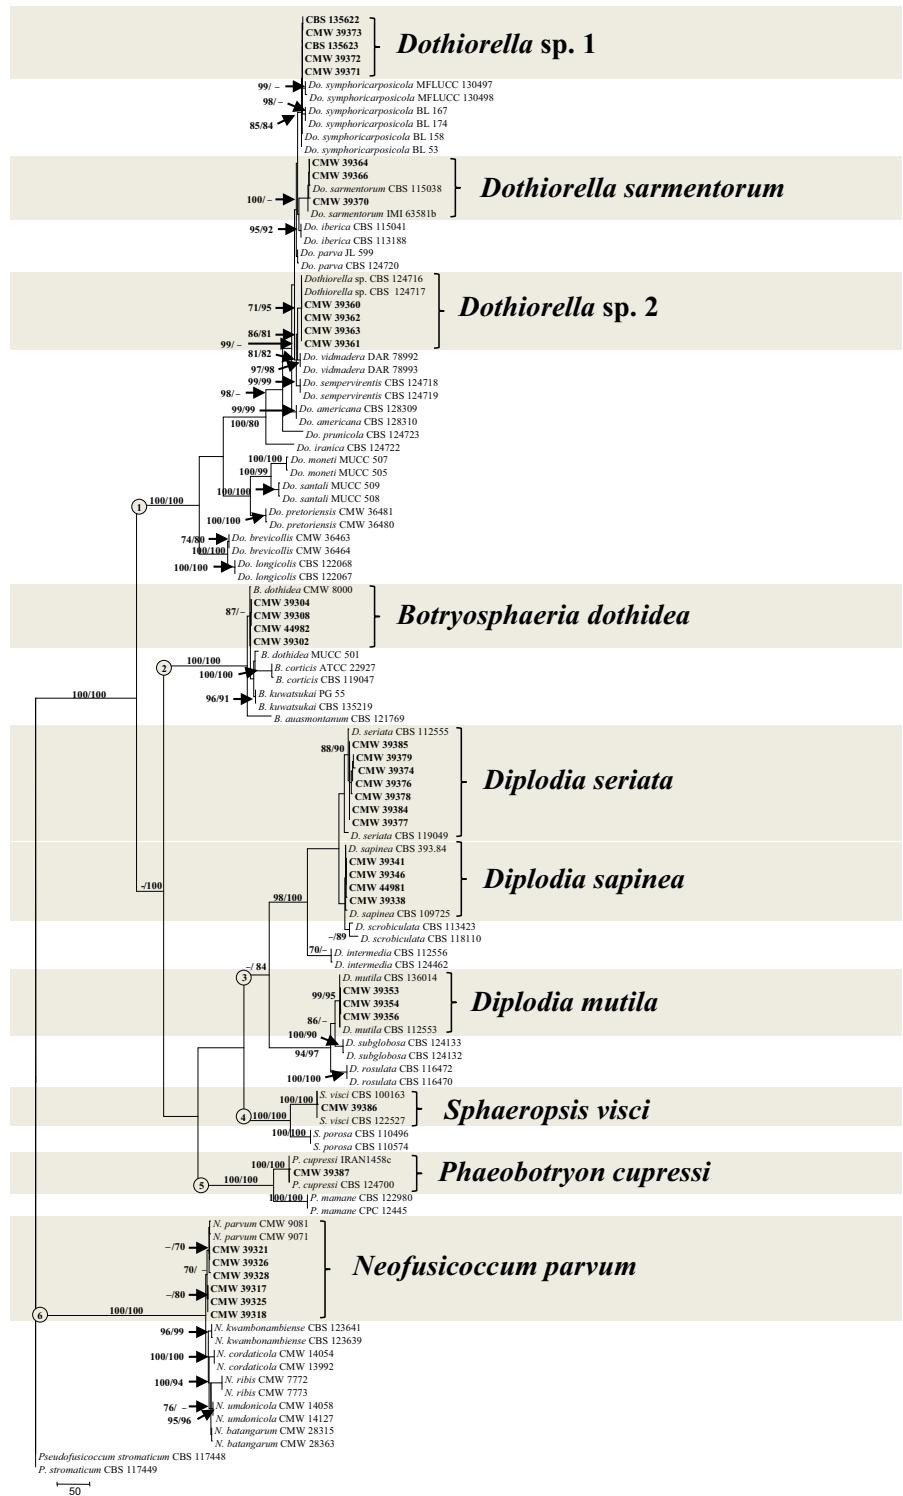 CBS 135622
CMW 39373
CBS 135623
CMW 39372
CMW 39371
Dothiorella sp. 1
99/ –
Do. symphoricarposicola MFLUCC 130497
Do. symphoricarposicola MFLUCC 130498
98/ –
Do. symphoricarposicola BL 167
85/84
Do. symphoricarposicola BL 174
Do. symphoricarposicola BL 158
Do. symphoricarposicola BL 53
CMW 39364
CMW 39366
Do. sarmentorum CBS 115038
CMW 39370
Do. sarmentorum IMI 63581b
Dothiorella sarmentorum
100/ –
95/92
Do. iberica CBS 115041
Do. iberica CBS 113188
Do. parva JL 599
Do. parva CBS 124720
Dothiorella sp. CBS 124716
Dothiorella sp. CBS 124717
CMW 39360
CMW 39362
CMW 39363
CMW 39361
Dothiorella sp. 2
71/95
86/81
99/ –
81/82
Do. vidmadera DAR 78992
97/98
Do. vidmadera DAR 78993
99/99
Do. sempervirentis CBS 124718
98/ –
Do. sempervirentis CBS 124719
99/99
Do. americana CBS 128309
100/80
Do. americana CBS 128310
Do. prunicola CBS 124723
Do. iranica CBS 124722
100/100
Do. moneti MUCC 507
100/99
Do. moneti MUCC 505
100/100
Do. santali MUCC 509
Do. santali MUCC 508
1
100/100
100/100
Do. pretoriensis CMW 36481
Do. pretoriensis CMW 36480
74/80
Do. brevicollis CMW 36463
100/100
Do. brevicollis CMW 36464
100/100
Do. longicolis CBS 122068
Do. longicolis CBS 122067
B. dothidea CMW 8000
CMW 39304
CMW 39308
CMW 44982
CMW 39302
Botryosphaeria dothidea
87/ –
B. dothidea MUCC 501
2
100/100
100/100
B. corticis ATCC 22927
B. corticis CBS 119047
96/91
B. kuwatsukai PG 55
B. kuwatsukai CBS 135219
B. auasmontanum CBS 121769
100/100
D. seriata CBS 112555
CMW 39385
CMW 39379
CMW 39374
CMW 39376
CMW 39378
CMW 39384
CMW 39377
D. seriata CBS 119049
Diplodia seriata
88/90
D. sapinea CBS 393.84
CMW 39341
CMW 39346
CMW 44981
CMW 39338
D. sapinea CBS 109725
Diplodia sapinea
-/100
98/100
D. scrobiculata CBS 113423
–/89
D. scrobiculata CBS 118110
70/–
D. intermedia CBS 112556
D. intermedia CBS 124462
3
–/ 84
D. mutila CBS 136014
CMW 39353
CMW 39354
CMW 39356
D. mutila CBS 112553
Diplodia mutila
99/95
86/–
100/90
D. subglobosa CBS 124133
94/97
D. subglobosa CBS 124132
100/100
D. rosulata CBS 116472
D. rosulata CBS 116470
S. visci CBS 100163
CMW 39386
S. visci CBS 122527
Sphaeropsis visci
100/100
4
100/100
100/100
S. porosa CBS 110496
S. porosa CBS 110574
P. cupressi IRAN1458c
CMW 39387
P. cupressi CBS 124700
Phaeobotryon cupressi
100/100
5
100/100
100/100
P. mamane CBS 122980
P. mamane CPC 12445
N. parvum CMW 9081
N. parvum CMW 9071
CMW 39321
CMW 39326
CMW 39328
CMW 39317
CMW 39325
CMW 39318
Neofusicoccum parvum
–/70
70/ –
–/80
6
100/100
96/99
N. kwambonambiense CBS 123641
N. kwambonambiense CBS 123639
100/100
N. cordaticola CMW 14054
N. cordaticola CMW 13992
100/94
N. ribis CMW 7772
N. ribis CMW 7773
76/ –
N. umdonicola CMW 14058
95/96
N. umdonicola CMW 14127
N. batangarum CMW 28315
N. batangarum CMW 28363
Pseudofusicoccum stromaticum CBS 117448
P. stromaticum CBS 117449
50